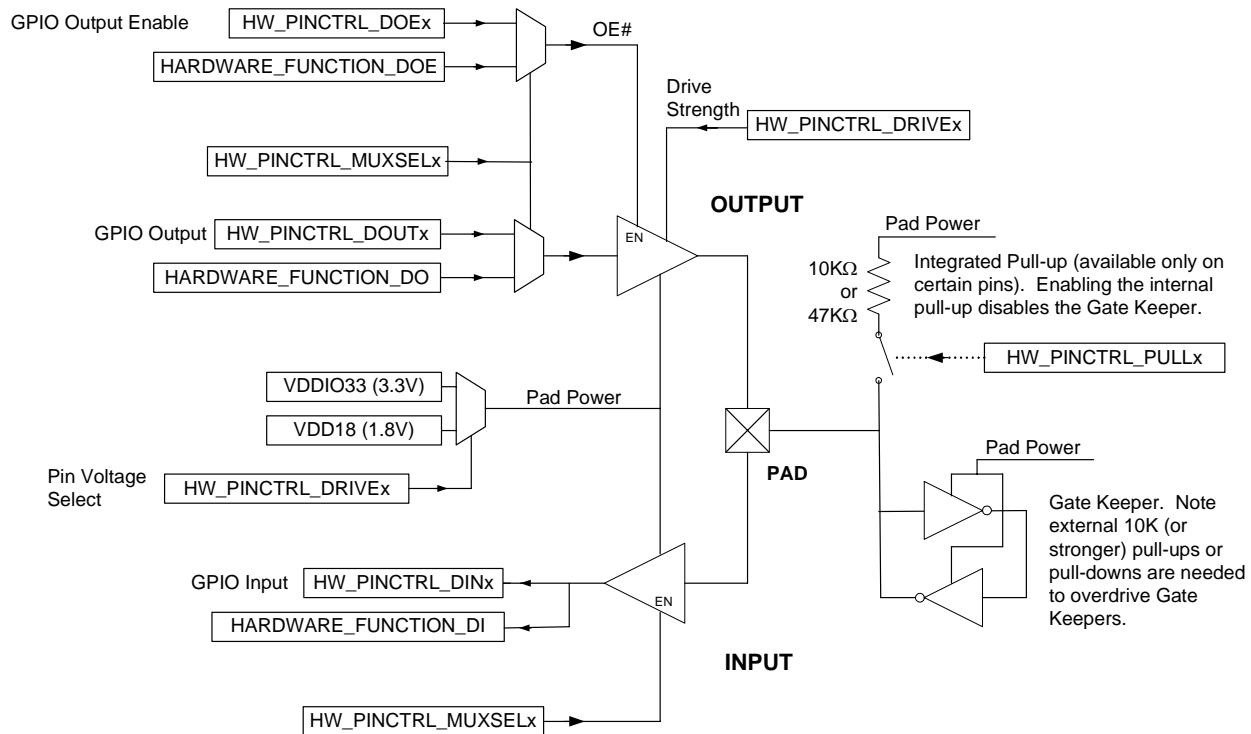 GPIO Output Enable
HW_PINCTRL_DOEx
OE#
HARDWARE_FUNCTION_DOE
Drive
Strength
HW_PINCTRL_DRIVEx
HW_PINCTRL_MUXSELx
OUTPUT
GPIO Output
HW_PINCTRL_DOUTx
EN
HARDWARE_FUNCTION_DO
Pad Power
10KΩ
or
47KΩ
Integrated Pull-up (available only on
certain pins). Enabling the internal
pull-up disables the Gate Keeper.
HW_PINCTRL_PULLx
VDDIO33 (3.3V)
VDD18 (1.8V)
Pad Power
Pin Voltage
Select
HW_PINCTRL_DRIVEx
PAD
Pad Power
Gate Keeper. Note
external 10K (or
stronger) pull-ups or
pull-downs are needed
to overdrive Gate
Keepers.
GPIO Input
HW_PINCTRL_DINx
EN
HARDWARE_FUNCTION_DI
INPUT
HW_PINCTRL_MUXSELx